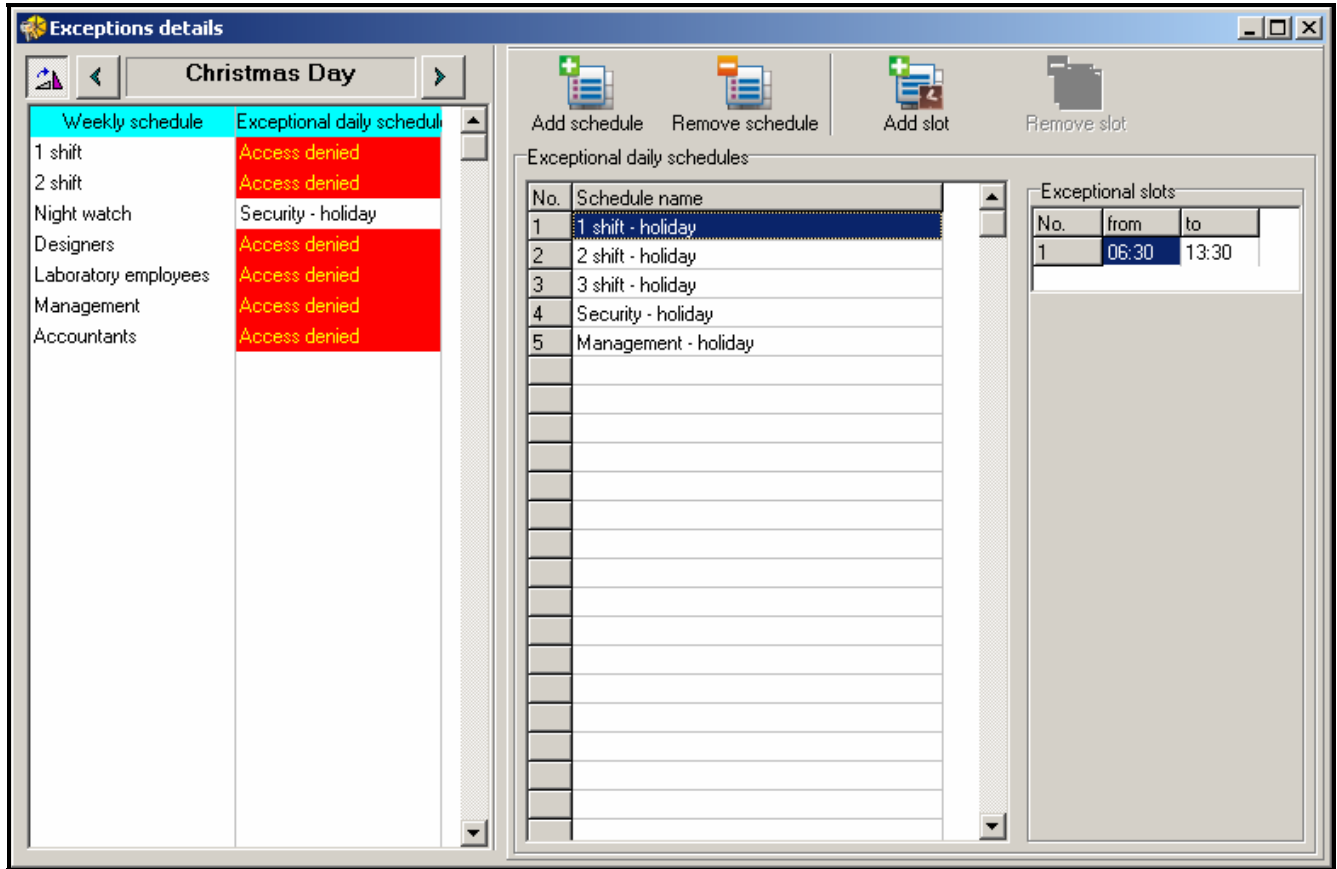 Exceptions details
Christmas Day
Weekly schedule Exceptional daily schedul
1 shift Access denied
2 shift Access denied
Night watch Security - holiday
Designers Access denied
Laboratory employees Access denied
Management Access denied
Accountants Access denied
Add schedule Remove schedule Add slot Remove slot
Exceptional daily schedules
No. Schedule name
1 1 shift - holiday
2 2 shift - holiday
3 3 shift - holiday
4 Security - holiday
5 Management - holiday
Exceptional slots
No. from to
1 06:30 13:30